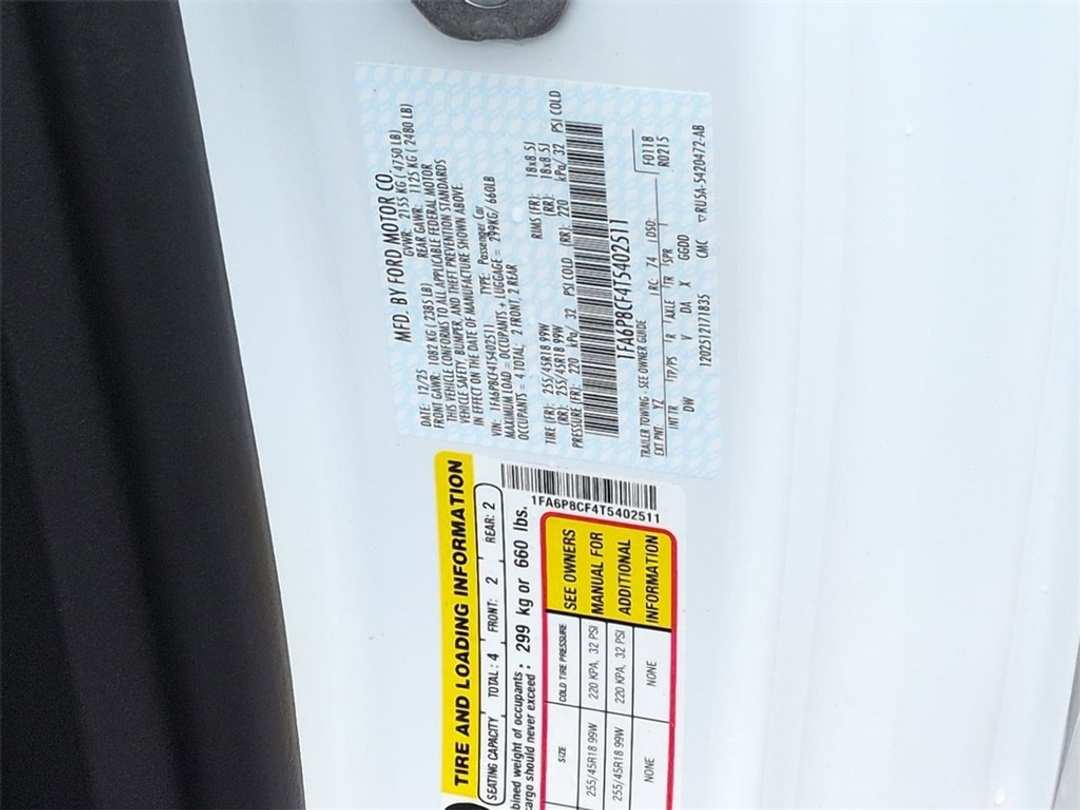 MFD. BY FORD MOTOR CO.
DATE: 12/25 GVWR: 2155 KG ( 4750 LB)
FRONT GAWR: 1082 KG ( 2385 LB) REAR GAWR: 1125 KG ( 2480 LB)
THIS VEHICLE CONFORMS TO ALL APPLICABLE FEDERAL MOTOR
VEHICLE SAFETY, BUMPER, AND THEFT PREVENTION STANDARDS
IN EFFECT ON THE DATE OF MANUFACTURE SHOWN ABOVE.
VIN: 1FA6P8CF4T5402511 TYPE: Passenger Car
MAXIMUM LOAD = OCCUPANTS + LUGGAGE = 299KG/ 660LB
OCCUPANTS = 4 TOTAL; 2 FRONT, 2 REAR
TIRE (FR): 255/45R18 99W RIMS (FR): 18x8.5J
(RR): 255/45R18 99W (RR): 18x8.5J
PRESSURE (FR): 220 kPa/ 32 PSI COLD (RR): 220 kPa/ 32 PSI COLD
1FA6P8CF4T5402511
F0118
R0215
TRAILER TOWING - SEE OWNER GUIDE
EXT PNT: YZ RC: 74 DSO:
INT TR TP/PS R AXLE TR SPR
DW V DA X GGOD
1202512171835 CMC ▽RU5A-5420472-AB
TIRE AND LOADING INFORMATION
SEATING CAPACITY TOTAL: 4 FRONT: 2 REAR: 2
bined weight of occupants
cargo should never exceed : 299 kg or 660 lbs.
1FA6P8CF4T5402511
SIZE COLD TIRE PRESSURE
255/45R18 99W 220 KPA, 32 PSI
255/45R18 99W 220 KPA, 32 PSI
NONE NONE
SEE OWNERS
MANUAL FOR
ADDITIONAL
INFORMATION